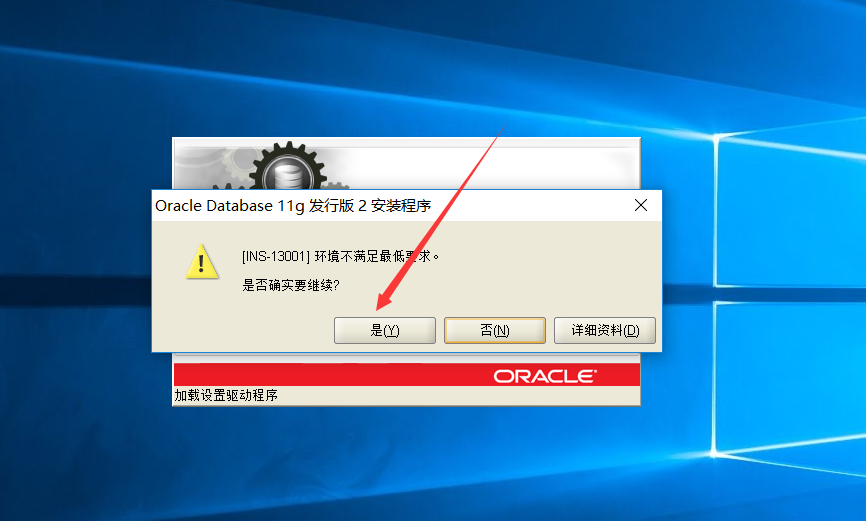 Oracle Database 11g 发行版 2 安装程序
[INS-13001] 环境不满足最低要求。
是否确实要继续?
是(Y) 否(N) 详细资料(D)
ORACLE®
加载设置驱动程序